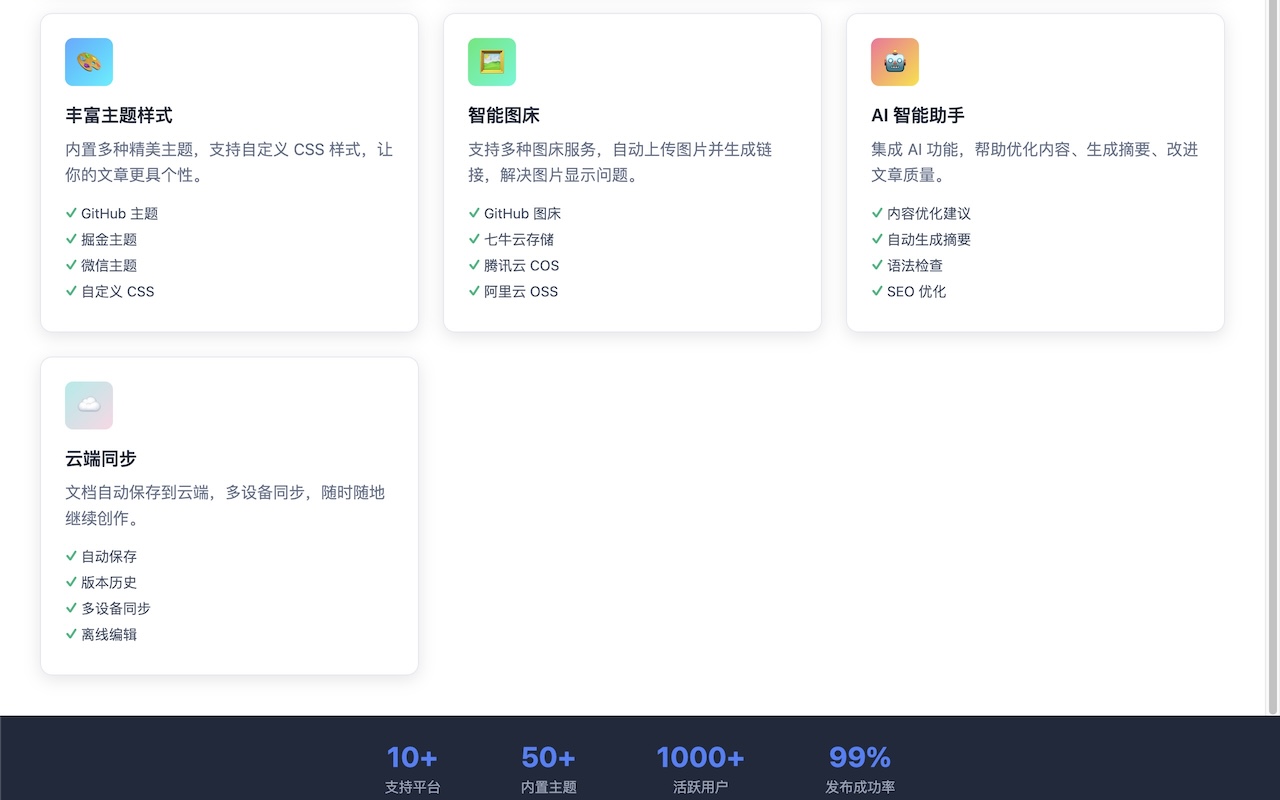 丰富主题样式
内置多种精美主题，支持自定义 CSS 样式，让
你的文章更具个性。
✓ GitHub 主题
✓ 掘金主题
✓ 微信主题
✓ 自定义 CSS
智能图床
支持多种图床服务，自动上传图片并生成链
接，解决图片显示问题。
✓ GitHub 图床
✓ 七牛云存储
✓ 腾讯云 COS
✓ 阿里云 OSS
AI 智能助手
集成 AI 功能，帮助优化内容、生成摘要、改进
文章质量。
✓ 内容优化建议
✓ 自动生成摘要
✓ 语法检查
✓ SEO 优化
云端同步
文档自动保存到云端，多设备同步，随时随地
继续创作。
✓ 自动保存
✓ 版本历史
✓ 多设备同步
✓ 离线编辑
10+
支持平台
50+
内置主题
1000+
活跃用户
99%
发布成功率